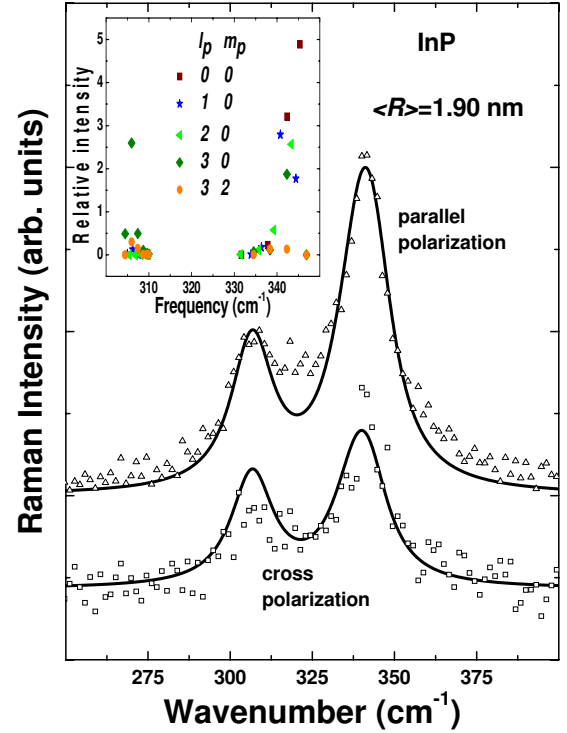 InP
<R>=1.90 nm
lp mp
0 0
1 0
2 0
3 0
3 2
Relative intensity
5
4
3
2
1
0
310 320 330 340
Frequency (cm-1)
parallel
polarization
cross
polarization
Raman Intensity (arb. units)
275 300 325 350 375
Wavenumber (cm-1)